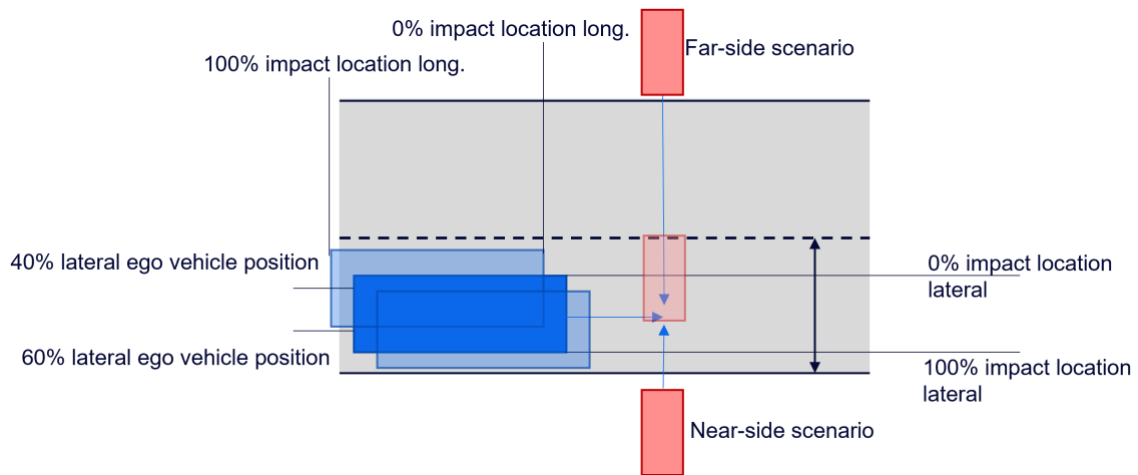 0% impact location long.
Far-side scenario
100% impact location long.
40% lateral ego vehicle position
0% impact location
lateral
60% lateral ego vehicle position
100% impact location
lateral
Near-side scenario